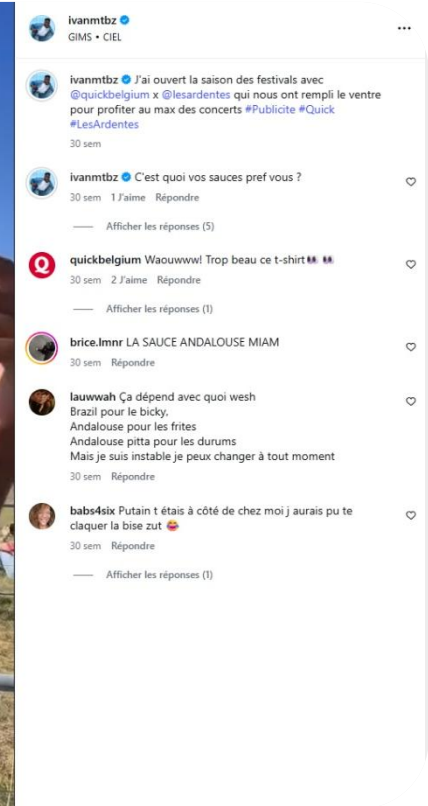 ivanmtbz
GIMS • CIEL
ivanmtbz J'ai ouvert la saison des festivals avec
@quickbelgium x @lesardentes qui nous ont rempli le ventre
pour profiter au max des concerts #Publicite #Quick
#LesArdentes
30 sem
ivanmtbz C'est quoi vos sauces pref vous ?
30 sem 1 J'aime Répondre
Afficher les réponses (5)
quickbelgium Waouwww! Trop beau ce t-shirt👀 👀
30 sem 2 J'aime Répondre
Afficher les réponses (1)
brice.lmnr LA SAUCE ANDALOUSE MIAM
30 sem Répondre
lauwwah Ça dépend avec quoi wesh
Brazil pour le bicky,
Andalouse pour les frites
Andalouse pitta pour les durums
Mais je suis instable je peux changer à tout moment
30 sem Répondre
babs4six Putain t étais à côté de chez moi j aurais pu te
claquer la bise zut 😂
30 sem Répondre
Afficher les réponses (1)